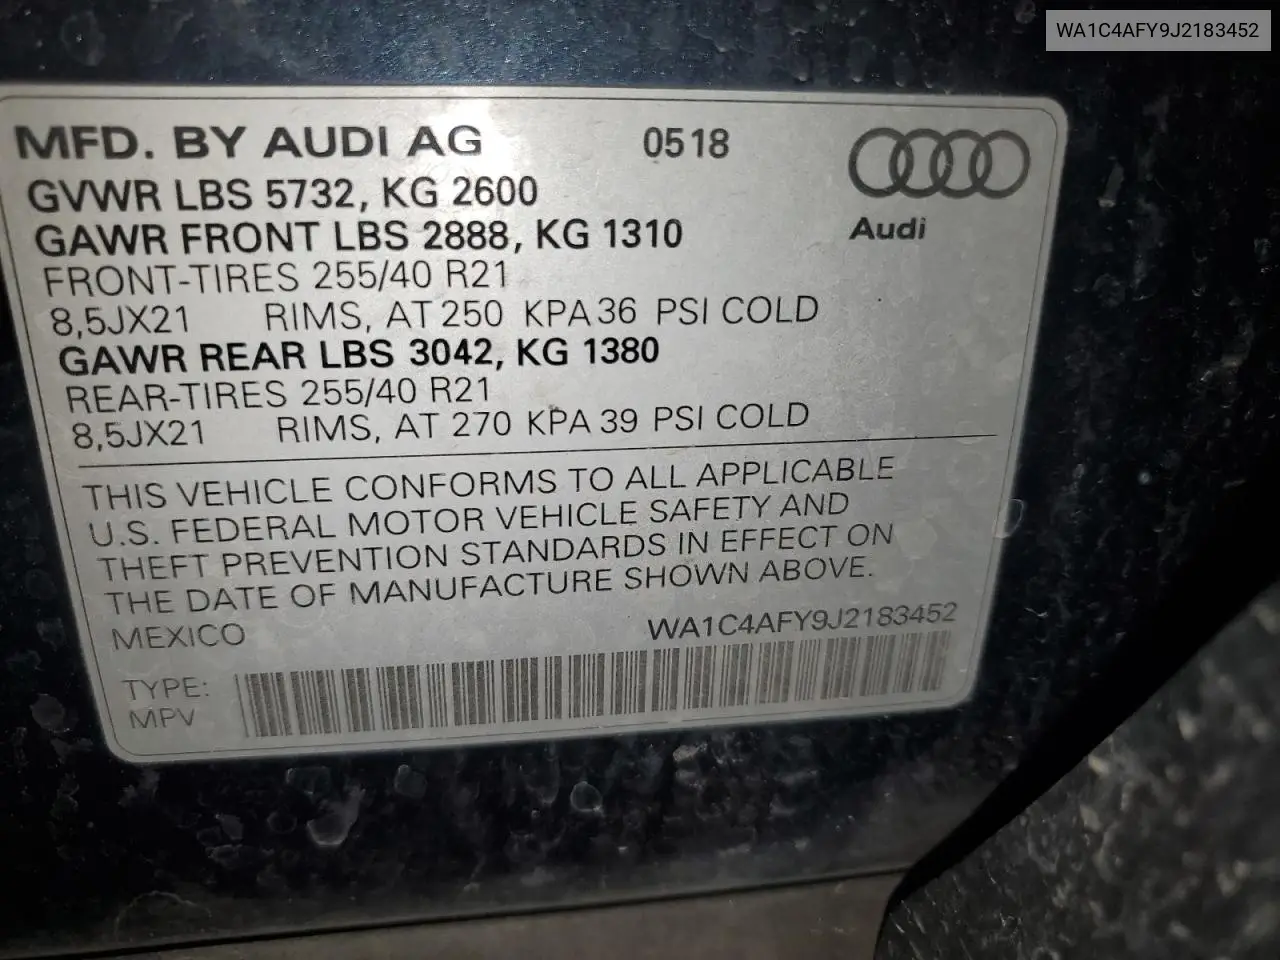 WA1C4AFY9J2183452
MFD. BY AUDI AG 0518
GVWR LBS 5732, KG 2600
GAWR FRONT LBS 2888, KG 1310
Audi
FRONT-TIRES 255/40 R21
8,5JX21 RIMS, AT 250 KPA 36 PSI COLD
GAWR REAR LBS 3042, KG 1380
REAR-TIRES 255/40 R21
8,5JX21 RIMS, AT 270 KPA 39 PSI COLD
THIS VEHICLE CONFORMS TO ALL APPLICABLE
U.S. FEDERAL MOTOR VEHICLE SAFETY AND
THEFT PREVENTION STANDARDS IN EFFECT ON
THE DATE OF MANUFACTURE SHOWN ABOVE.
MEXICO WA1C4AFY9J2183452
TYPE:
MPV